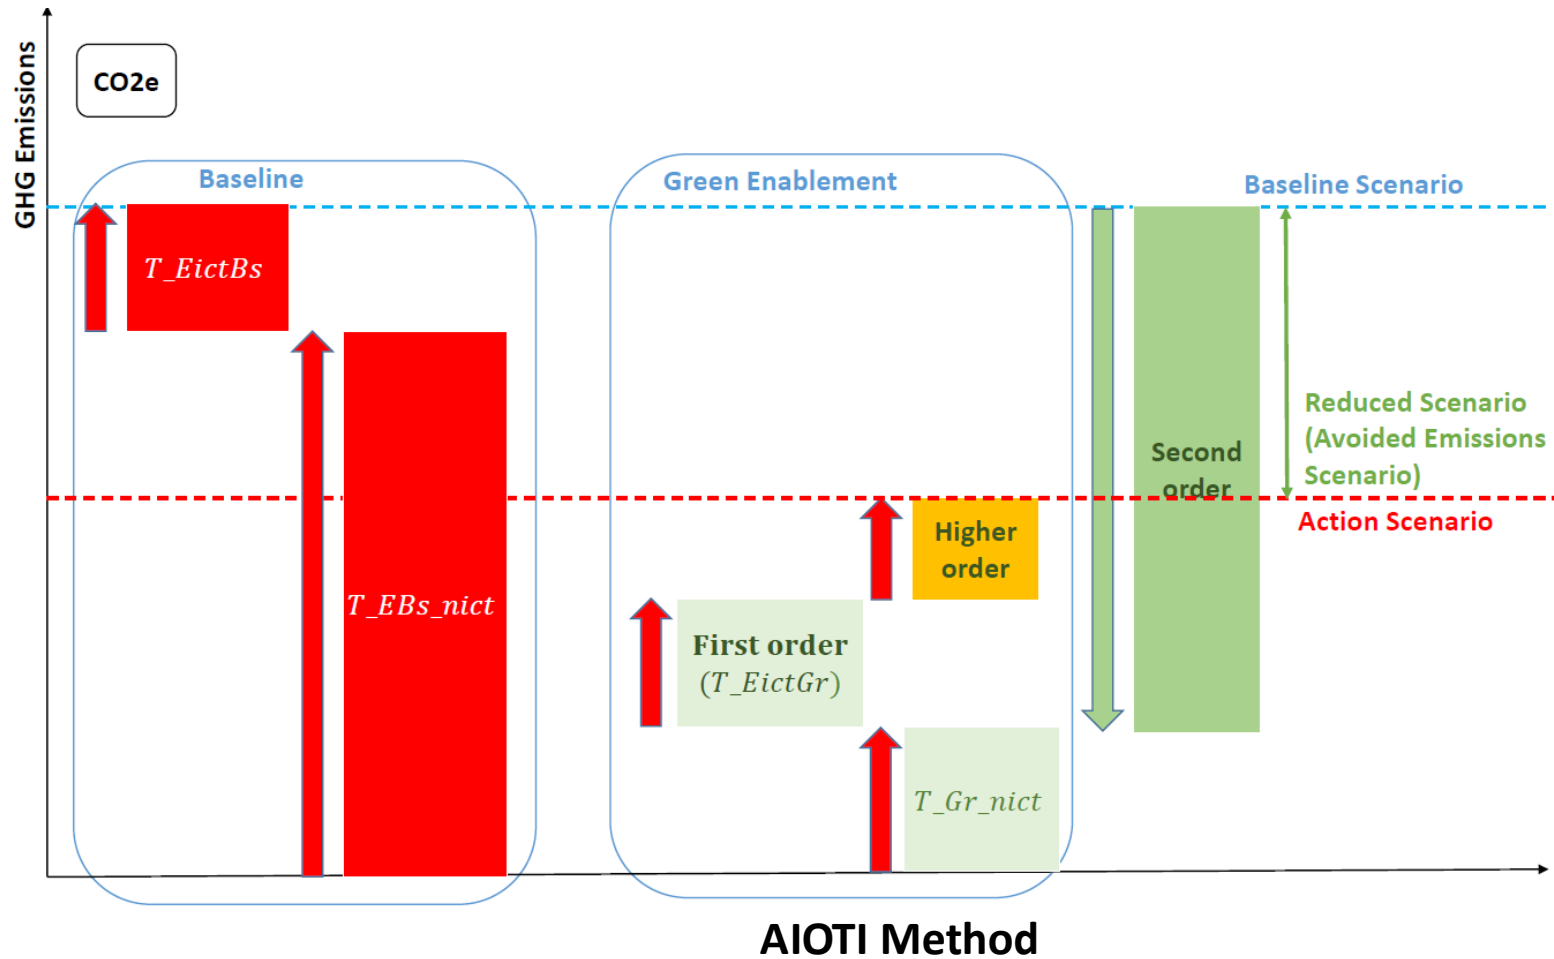 GHG Emissions
CO2e
Baseline
Green Enablement
Baseline Scenario
T_EictBs
Reduced Scenario
(Avoided Emissions
Scenario)
Second
order
Action Scenario
Higher
order
T_EBs_nict
First order
(T_EictGr)
T_Gr_nict
AIOTI Method